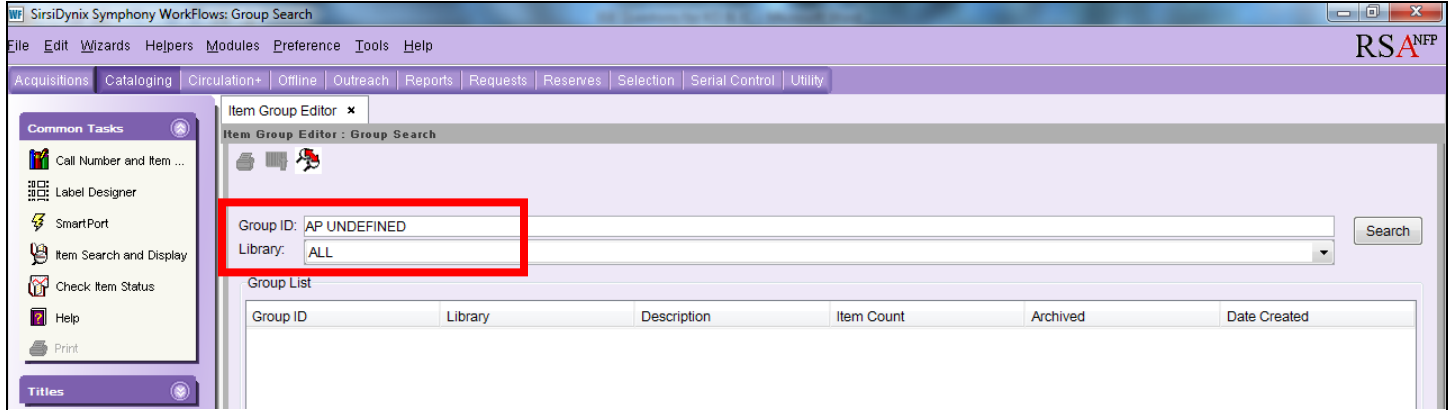 WF SirsiDynix Symphony WorkFlows: Group Search
File Edit Wizards Helpers Modules Preference Tools Help
RSA NFP
Acquisitions Cataloging Circulation+ Offline Outreach Reports Requests Reserves Selection Serial Control Utility
Item Group Editor ×
Common Tasks
Item Group Editor : Group Search
Call Number and Item ...
Label Designer
SmartPort
Group ID: AP UNDEFINED
Search
Library: ALL
Item Search and Display
Check Item Status
Group List
Help
Group ID Library Description Item Count Archived Date Created
Print
Titles